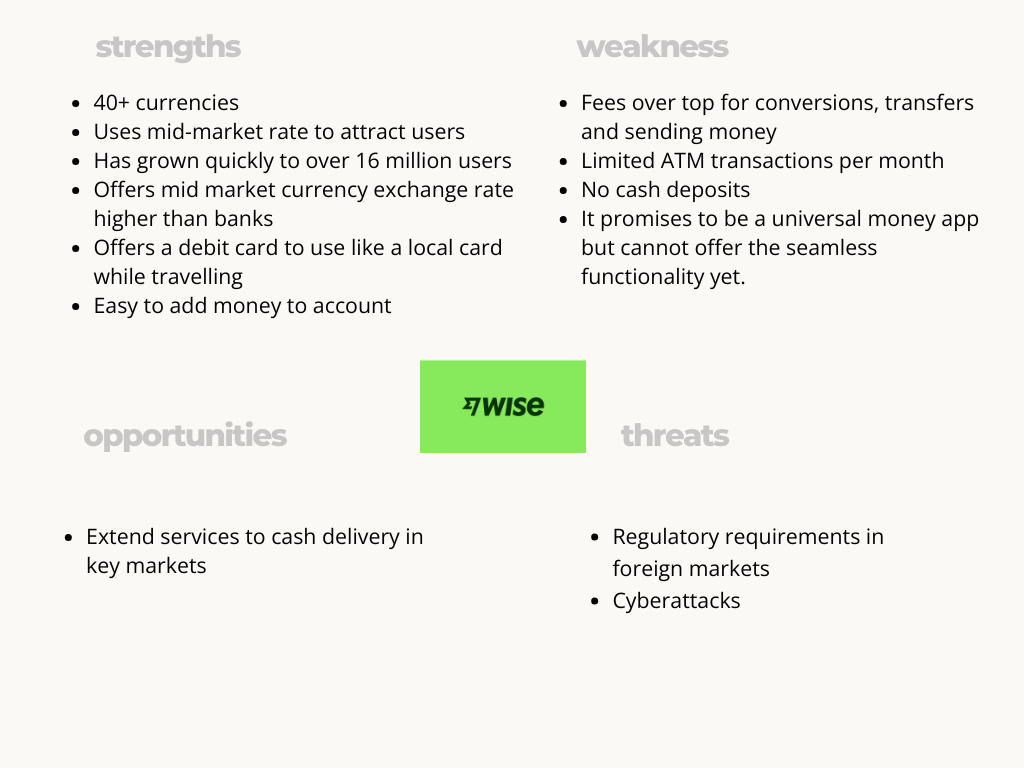 strengths
• 40+ currencies
• Uses mid-market rate to attract users
• Has grown quickly to over 16 million users
• Offers mid market currency exchange rate
higher than banks
• Offers a debit card to use like a local card
while travelling
• Easy to add money to account
weakness
• Fees over top for conversions, transfers
and sending money
• Limited ATM transactions per month
• No cash deposits
• It promises to be a universal money app
but cannot offer the seamless
functionality yet.
wise
opportunities
• Extend services to cash delivery in
key markets
threats
• Regulatory requirements in
foreign markets
• Cyberattacks